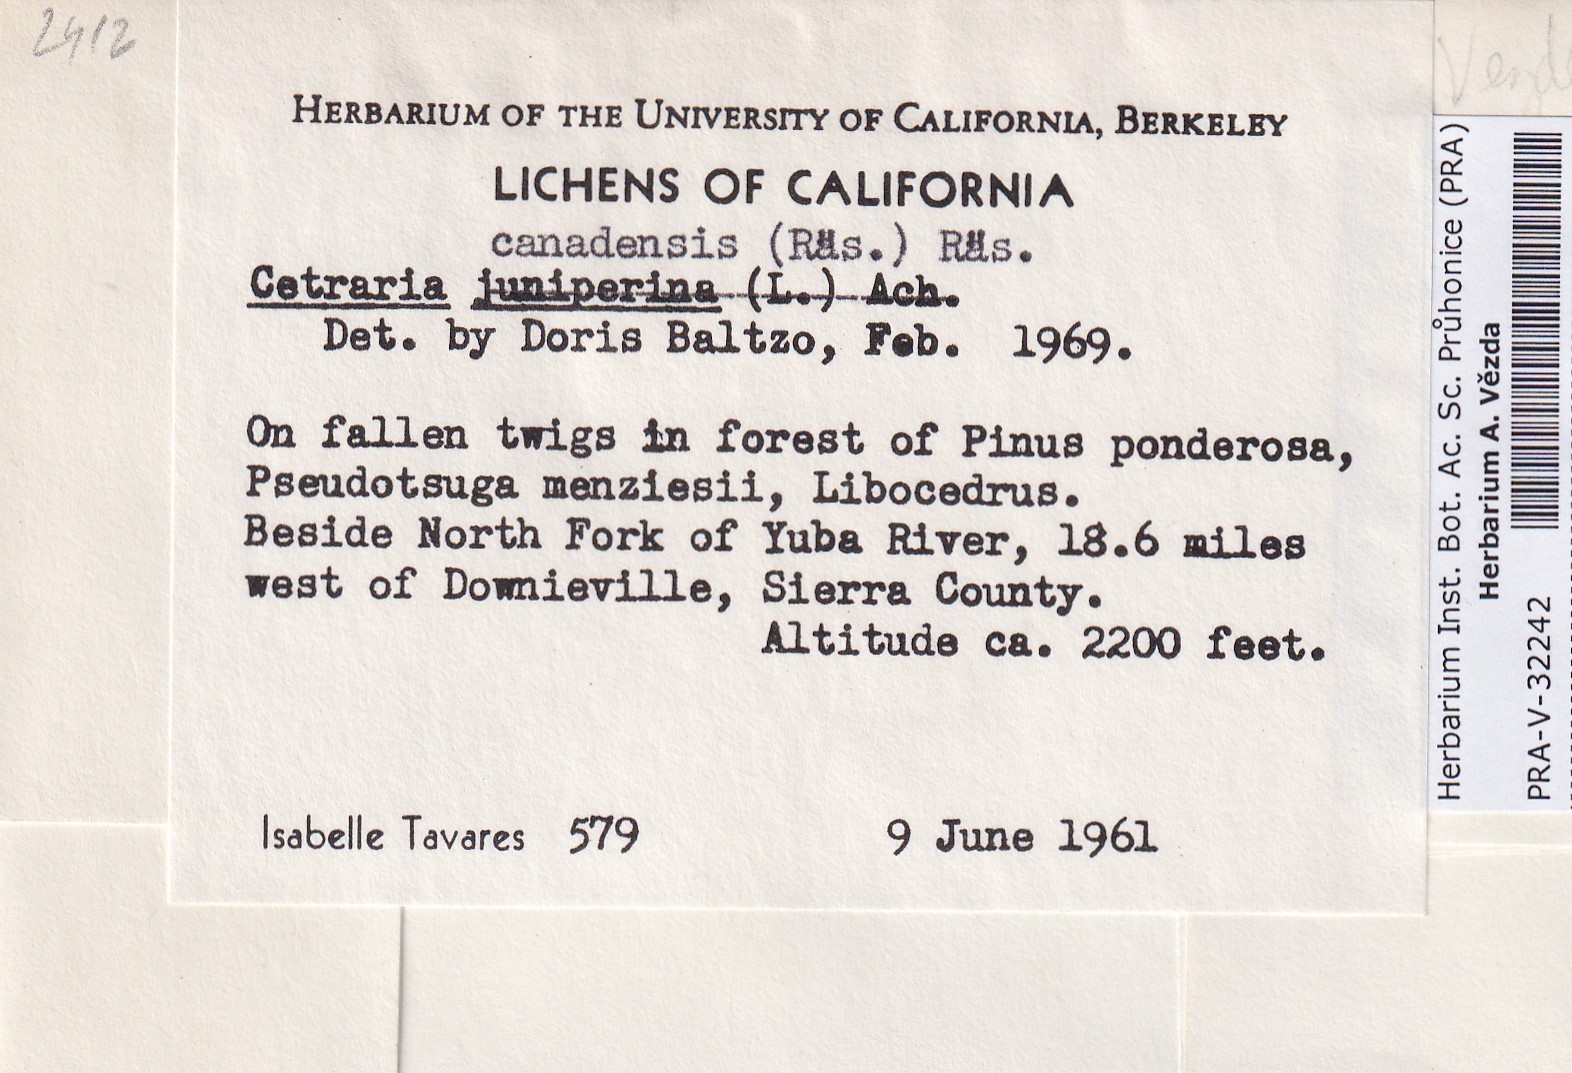 2412
HERBARIUM OF THE UNIVERSITY OF CALIFORNIA, BERKELEY
LICHENS OF CALIFORNIA
canadensis (Räs.) Räs.
Cetraria juniperina (L.) Ach.
Det. by Doris Baltzo, Feb. 1969.
On fallen twigs in forest of Pinus ponderosa,
Pseudotsuga menziesii, Libocedrus.
Beside North Fork of Yuba River, 18.6 miles
west of Downieville, Sierra County.
Altitude ca. 2200 feet.
Isabelle Tavares 579 9 June 1961
Herbarium Inst. Bot. Ac. Sc. Průhonice (PRA)
Herbarium A. Vězda
PRA-V-32242